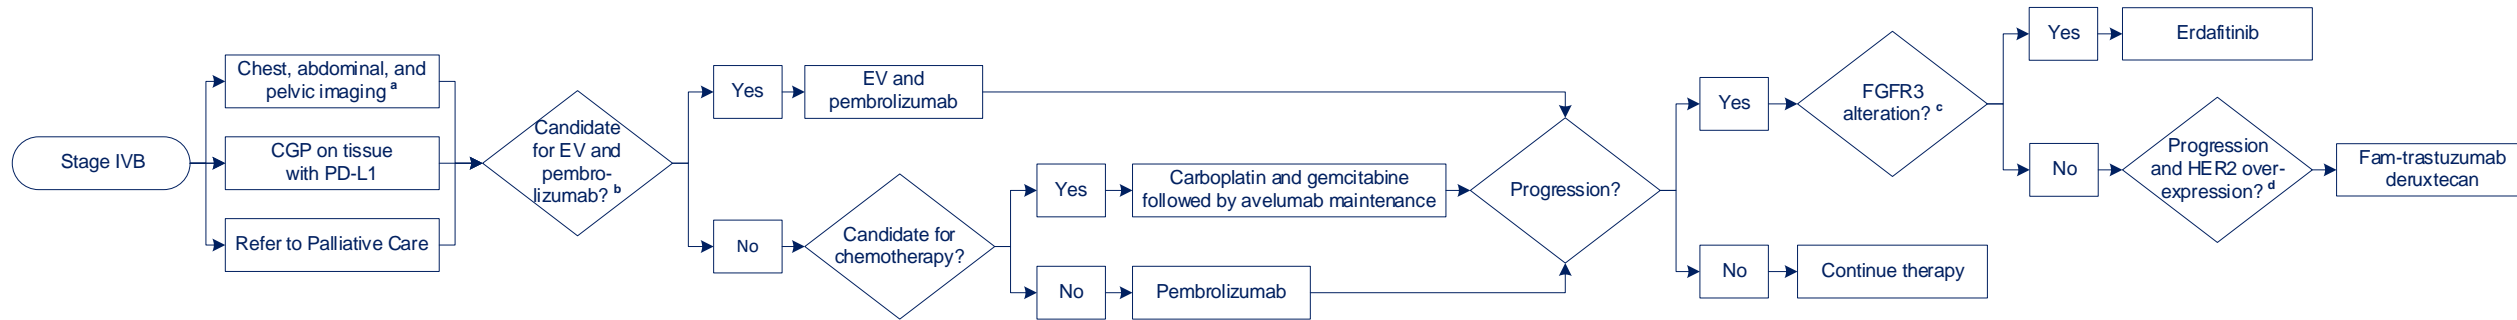 Stage IVB
Chest, abdominal, and
pelvic imaging a
CGP on tissue
with PD-L1
Refer to Palliative Care
Candidate
for EV and
pembro-
lizumab? b
Yes
EV and
pembrolizumab
No
Candidate for
chemotherapy?
Yes
Carboplatin and gemcitabine
followed by avelumab maintenance
No
Pembrolizumab
Progression?
Yes
FGFR3
alteration? c
Yes
Erdafitinib
No
Progression
and HER2 over-
expression? d
Fam-trastuzumab
deruxtecan
No
Continue therapy